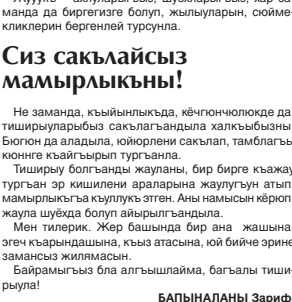 манда да биргегизге болуп, жылыуларын, сюйме-
кликлерин бергенлей турсунла.
Сиз сакълайсыз
мамырлыкъны!
Не заманда, къыйынлыкъда, кёчгюнчюлюкде да
тиширыуларыбыз сакълагъандыла халкъыбызны.
Бюгюн да аладыла, юйюрлени сакълап, тамблагъы
кюннге къайгъырып тургъанла.
Тиширыу болгъанды жауланы, бир бирге къажау
тургъан эр кишилени араларына жаулугъун атып,
мамырлыкъгъа къуллукъ этген. Аны намысын кёрюп,
жаула шуёхда болуп айырылгъандыла.
Мен тилерик. Жер башында бир ана жашына,
эгеч къарындашына, къыз атасына, юй бийче эрине
замансыз жилямасын.
Байрамыгъыз бла алгъышлайма, багъалы тиши-
рыула!
БАПЫНАЛАНЫ Зариф